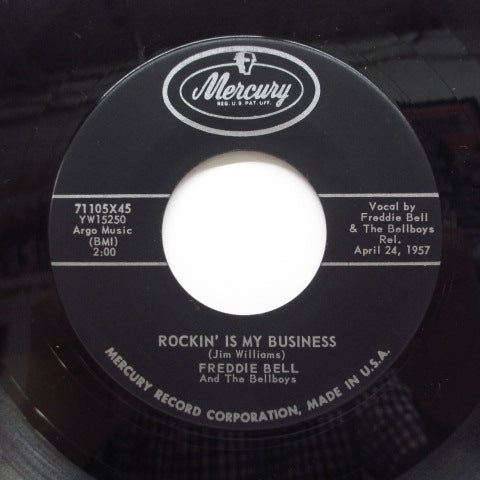 Mercury
REG. U.S. PAT. OFF.
71105X45
YW15250
Argo Music
(BMI)
2:00
Vocal by
Freddie Bell
& The Bellboys
Rel.
April 24, 1957
ROCKIN' IS MY BUSINESS
(Jim Williams)
FREDDIE BELL
And The Bellboys
MERCURY RECORD CORPORATION, MADE IN U.S.A.